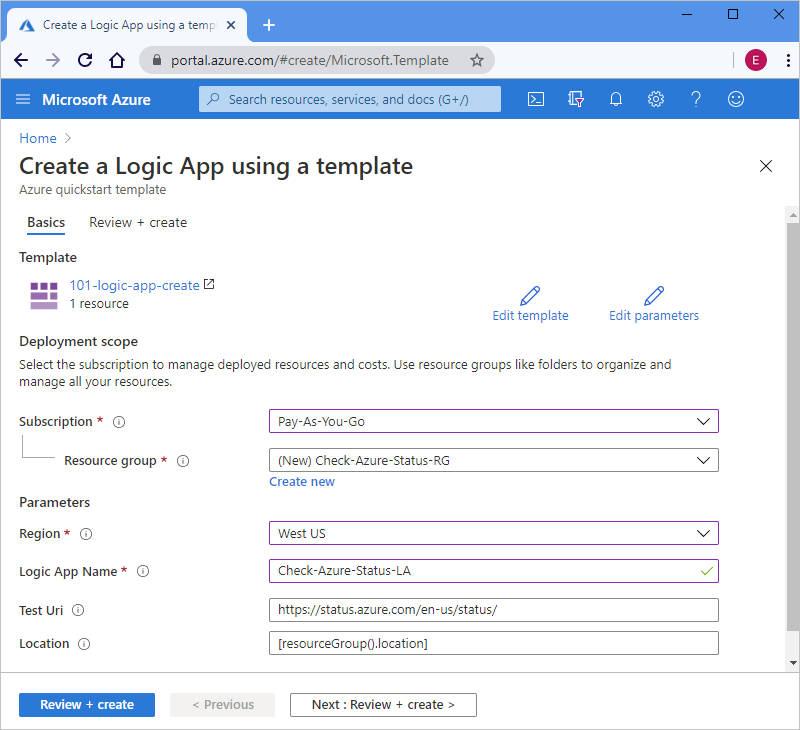 Create a Logic App using a temp
portal.azure.com/#create/Microsoft.Template
E
Microsoft Azure
Search resources, services, and docs (G+/)
Home
Create a Logic App using a template
Azure quickstart template
Basics
Review + create
Template
101-logic-app-create
1 resource
Edit template
Edit parameters
Deployment scope
Select the subscription to manage deployed resources and costs. Use resource groups like folders to organize and
manage all your resources.
Subscription *
Pay-As-You-Go
Resource group *
(New) Check-Azure-Status-RG
Create new
Parameters
Region *
West US
Logic App Name *
Check-Azure-Status-LA
Test Uri
https://status.azure.com/en-us/status/
Location
[resourceGroup().location]
Review + create
< Previous
Next : Review + create >